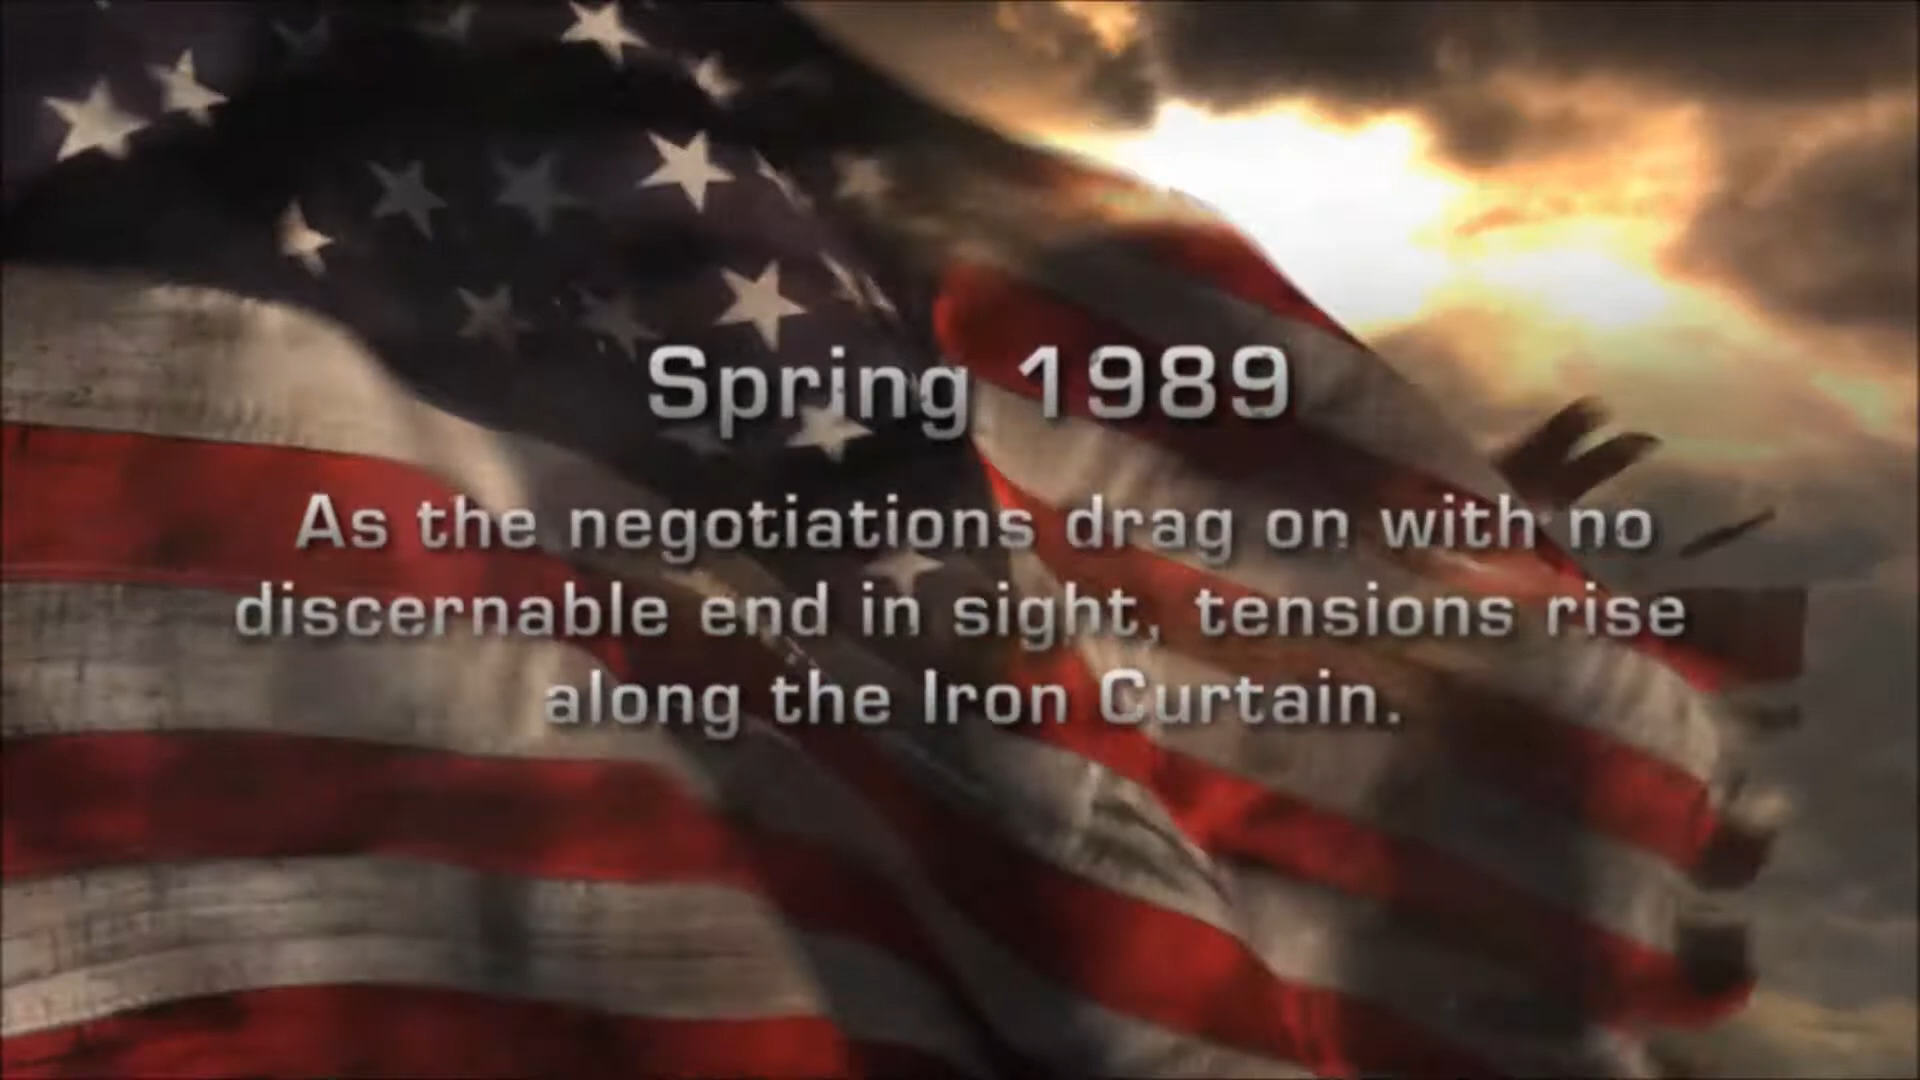 Spring 1989
As the negotiations drag on with no
discernable end in sight, tensions rise
along the Iron Curtain.